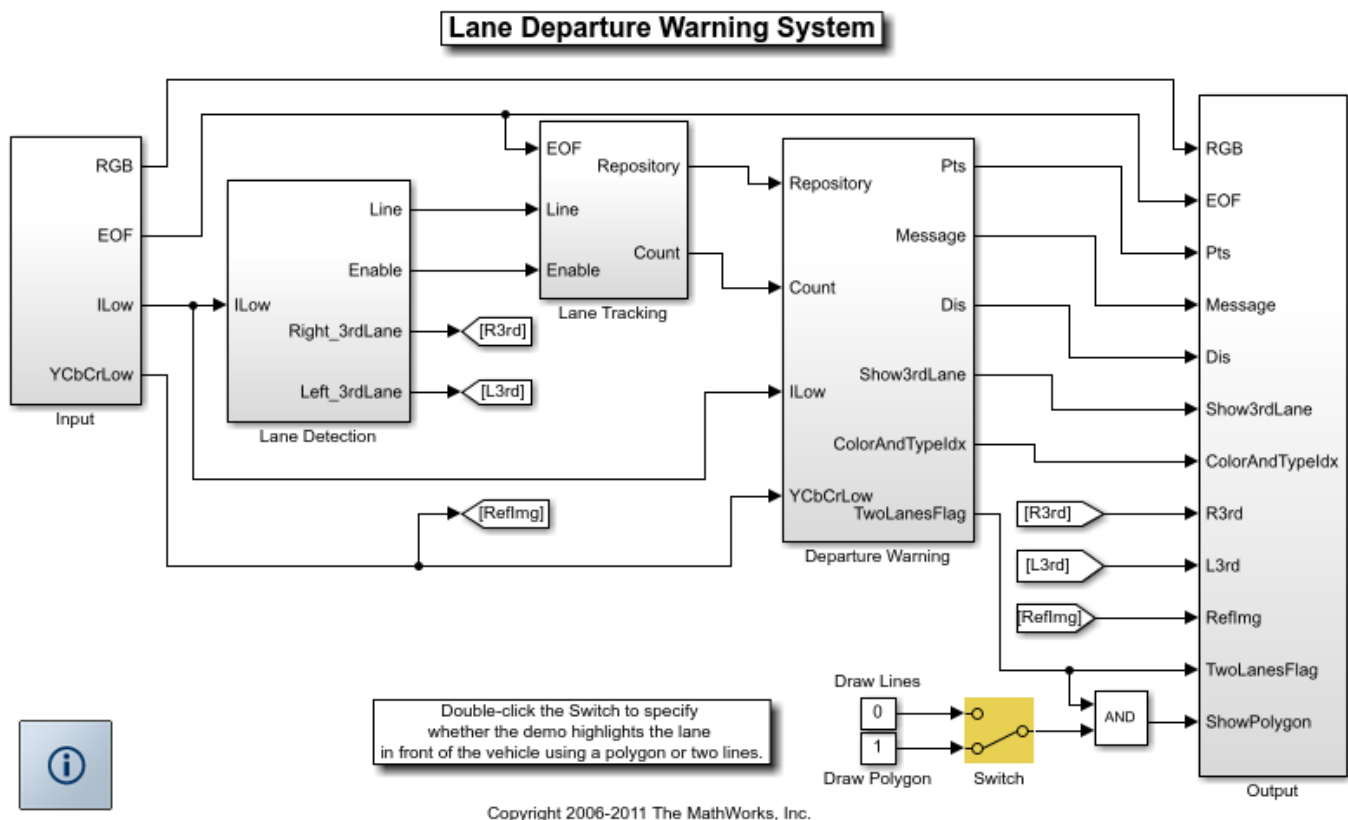 Lane Departure Warning System
RGB
EOF
ILow
YCbCrLow
Input
ILow
Line
Enable
Right_3rdLane
Left_3rdLane
Lane Detection
[R3rd]
[L3rd]
[RefImg]
EOF
Line
Enable
Repository
Count
Lane Tracking
Repository
Count
ILow
YCbCrLow
Pts
Message
Dis
Show3rdLane
ColorAndTypeIdx
TwoLanesFlag
Departure Warning
[R3rd]
[L3rd]
[RefImg]
RGB
EOF
Pts
Message
Dis
Show3rdLane
ColorAndTypeIdx
R3rd
L3rd
RefImg
TwoLanesFlag
ShowPolygon
Output
Double-click the Switch to specify
whether the demo highlights the lane
in front of the vehicle using a polygon or two lines.
Draw Lines
0
1
Draw Polygon
Switch
AND
i
Copyright 2006-2011 The MathWorks, Inc.